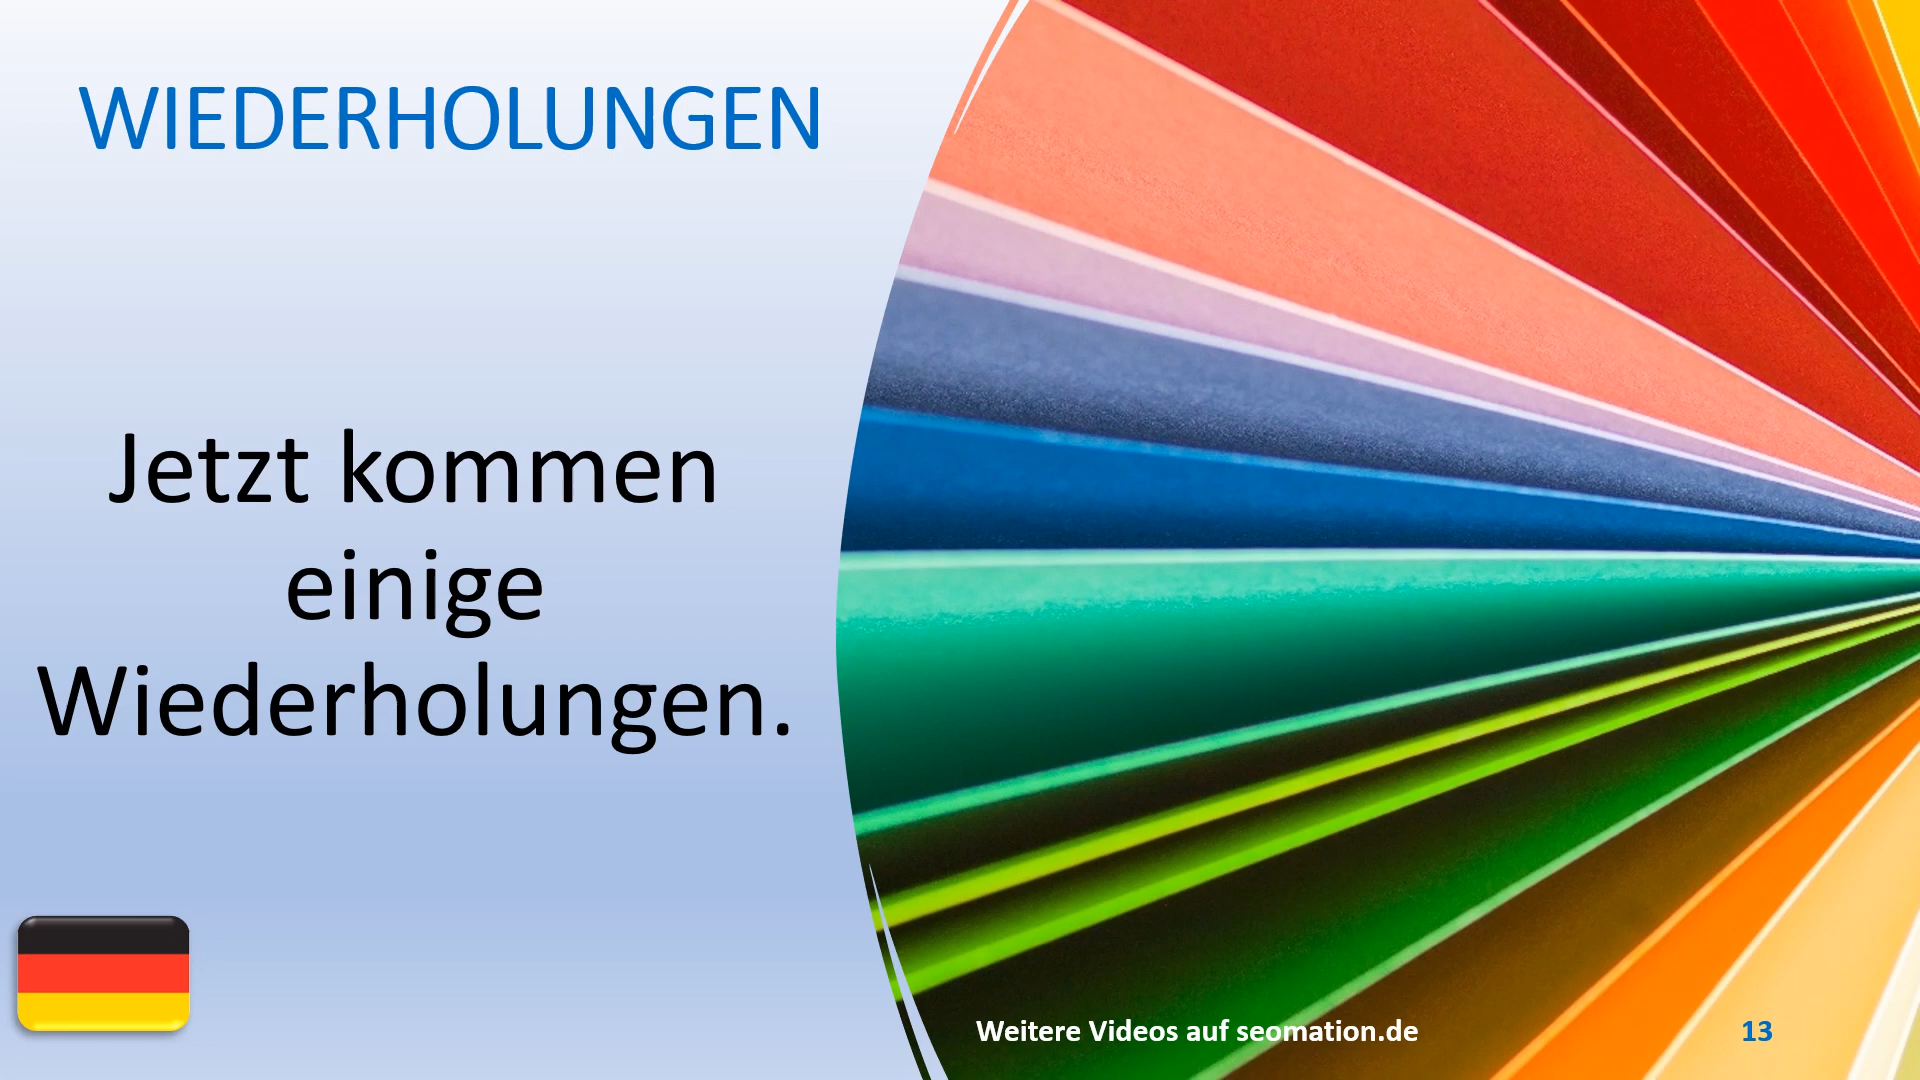 WIEDERHOLUNGEN
Jetzt kommen
einige
Wiederholungen.
Weitere Videos auf seomation.de
13